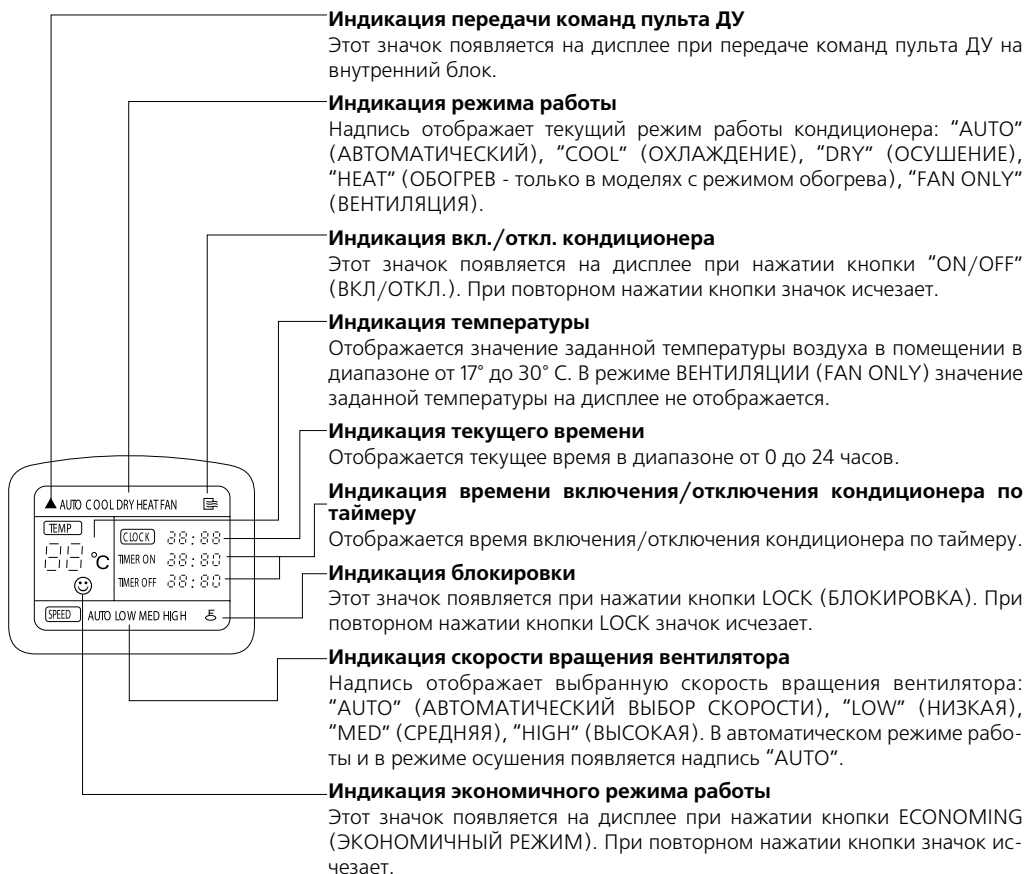 Индикация передачи команд пульта ДУ
Этот значок появляется на дисплее при передаче команд пульта ДУ на
внутренний блок.
Индикация режима работы
Надпись отображает текущий режим работы кондиционера: "AUTO"
(АВТОМАТИЧЕСКИЙ), "COOL" (ОХЛАЖДЕНИЕ), "DRY" (ОСУШЕНИЕ),
"HEAT" (ОБОГРЕВ - только в моделях с режимом обогрева), "FAN ONLY"
(ВЕНТИЛЯЦИЯ).
Индикация вкл./откл. кондиционера
Этот значок появляется на дисплее при нажатии кнопки "ON/OFF"
(ВКЛ/ОТКЛ.). При повторном нажатии кнопки значок исчезает.
Индикация температуры
Отображается значение заданной температуры воздуха в помещении в
диапазоне от 17° до 30° С. В режиме ВЕНТИЛЯЦИИ (FAN ONLY) значение
заданной температуры на дисплее не отображается.
Индикация текущего времени
Отображается текущее время в диапазоне от 0 до 24 часов.
Индикация времени включения/отключения кондиционера по
таймеру
Отображается время включения/отключения кондиционера по таймеру.
Индикация блокировки
Этот значок появляется при нажатии кнопки LOCK (БЛОКИРОВКА). При
повторном нажатии кнопки LOCK значок исчезает.
Индикация скорости вращения вентилятора
Надпись отображает выбранную скорость вращения вентилятора:
"AUTO" (АВТОМАТИЧЕСКИЙ ВЫБОР СКОРОСТИ), "LOW" (НИЗКАЯ),
"MED" (СРЕДНЯЯ), "HIGH" (ВЫСОКАЯ). В автоматическом режиме рабо-
ты и в режиме осушения появляется надпись "AUTO".
Индикация экономичного режима работы
Этот значок появляется на дисплее при нажатии кнопки ECONOMING
(ЭКОНОМИЧНЫЙ РЕЖИМ). При повторном нажатии кнопки значок ис-
чезает.
AUTO COOL DRY HEAT FAN
TEMP
88 °C
CLOCK 88:88
TIMER ON 88:80
TIMER OFF 88:80
SPEED AUTO LOW MED HIGH